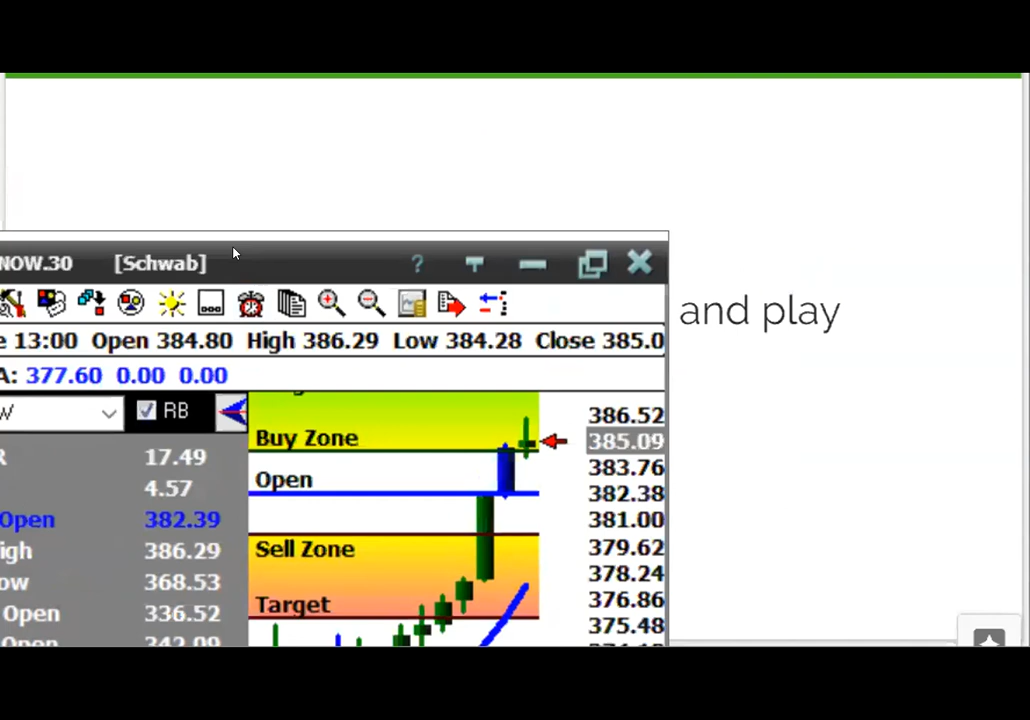 NOW.30 [Schwab] ?
and play
e 13:00 Open 384.80 High 386.29 Low 384.28 Close 385.0
A: 377.60 0.00 0.00
RB
R 17.49
4.57
Open 382.39
igh 386.29
ow 368.53
Open 336.52
Open 342.09
Buy Zone
Open
Sell Zone
Target
386.52
385.09
383.76
382.38
381.00
379.62
378.24
376.86
375.48